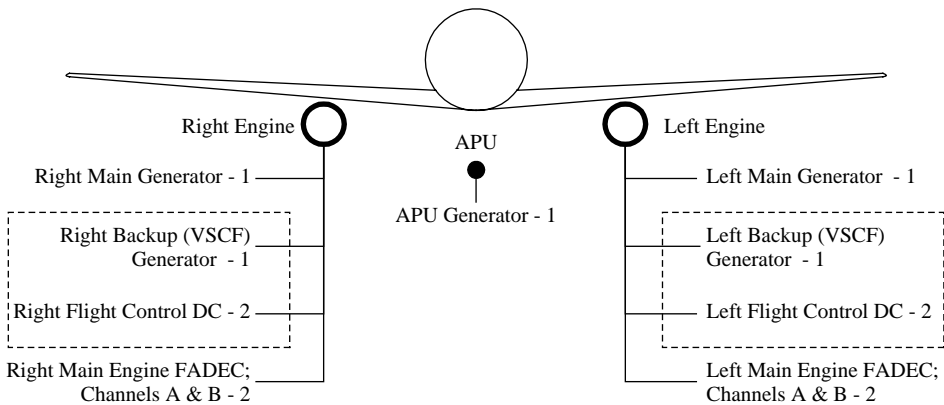 Right Engine
Left Engine
APU
Right Main Generator - 1
APU Generator - 1
Left Main Generator - 1
Right Backup (VSCF)
Generator - 1
Left Backup (VSCF)
Generator - 1
Right Flight Control DC - 2
Left Flight Control DC - 2
Right Main Engine FADEC;
Channels A & B - 2
Left Main Engine FADEC;
Channels A & B - 2